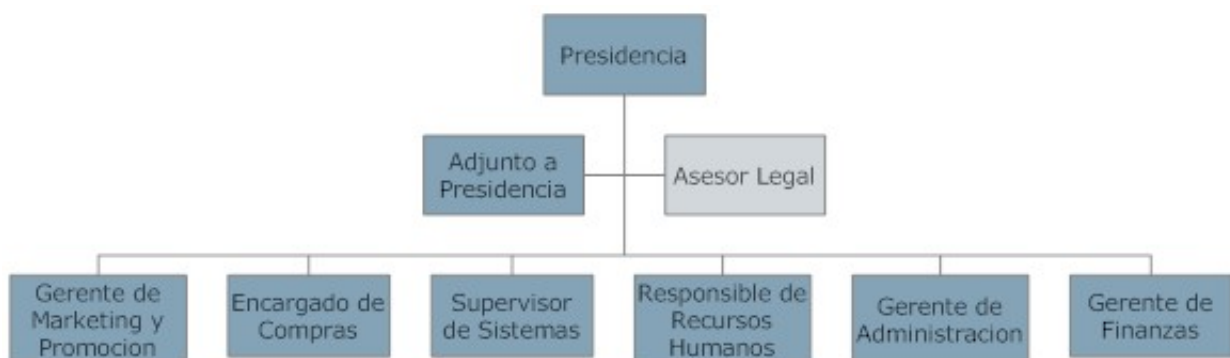 Presidencia
Adjunto a
Presidencia
Asesor Legal
Gerente de
Marketing y
Promocion
Encargado de
Compras
Supervisor
de Sistemas
Responsible de
Recursos
Humanos
Gerente de
Administracion
Gerente de
Finanzas